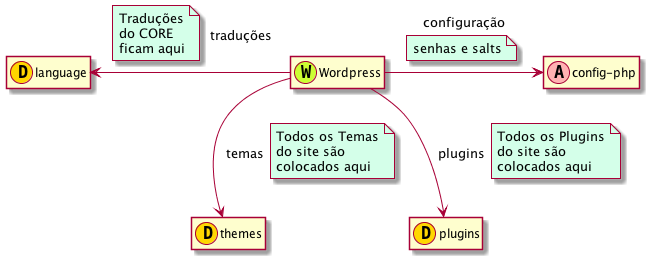 Traduções
do CORE
ficam aqui
traduções
configuração
senhas e salts
D language
W Wordpress
A config-php
temas
Todos os Temas
do site são
colocados aqui
plugins
Todos os Plugins
do site são
colocados aqui
D themes
D plugins